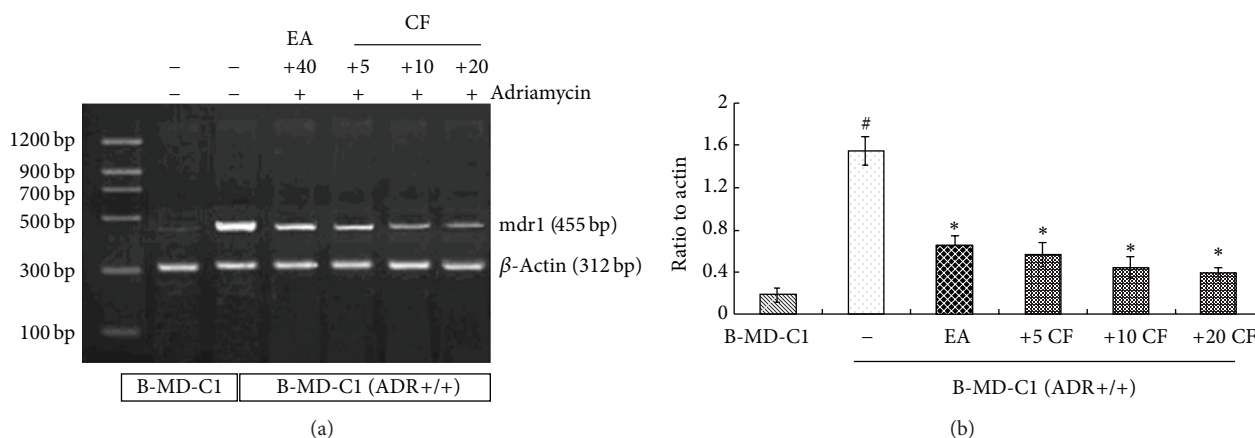 EA CF
− − +40 +5 +10 +20
− − + + + + Adriamycin
1200 bp
900 bp
700 bp
500 bp
300 bp
100 bp
mdr1 (455 bp)
β-Actin (312 bp)
B-MD-C1 B-MD-C1 (ADR+/+)
(a)
Ratio to actin
2
1.6
1.2
0.8
0.4
0
#
* * * *
B-MD-C1 − EA +5 CF +10 CF +20 CF
B-MD-C1 (ADR+/+)
(b)